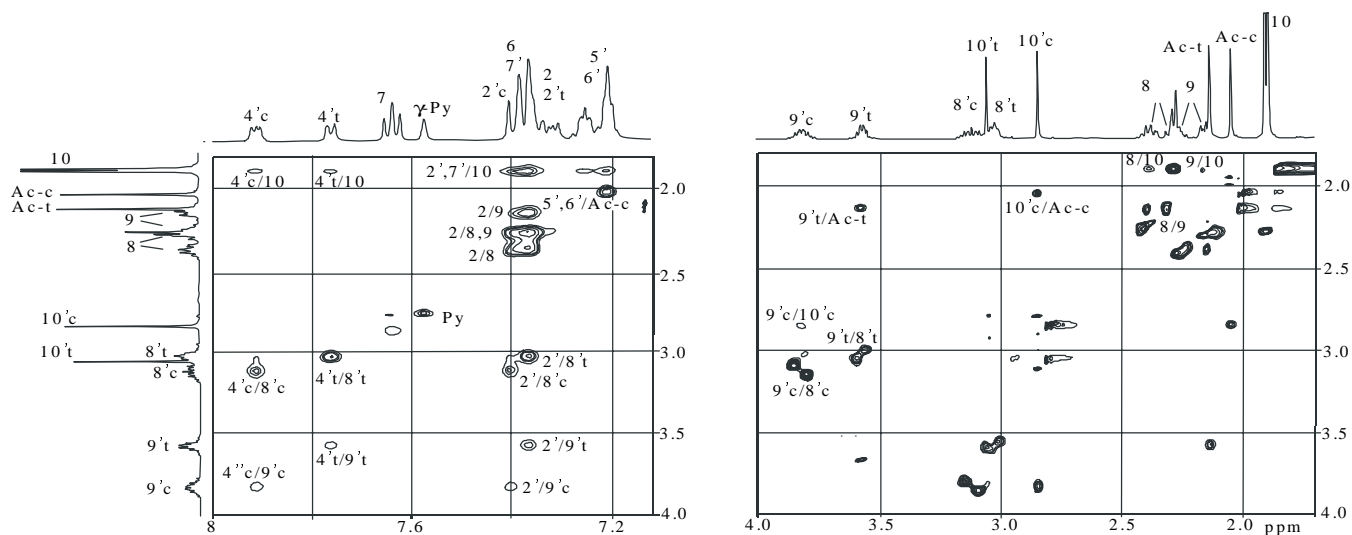 6
7'
5'
6'
2
2't
2'c
7
γ-Py
4'c
4't
10
Ac-c
Ac-t
9
8
10'c
10't
8't
8'c
9't
9'c
4'c/10
4't/10
2',7'/10
5',6'/Ac-c
2/9
2/8,9
2/8
Py
4'c/8'c
4't/8't
2'/8't
2'/8'c
4't/9't
2'/9't
4''c/9'c
2'/9'c
2.0
2.5
3.0
3.5
4.0
8
7.6
7.2
10
Ac-c
Ac-t
10't
10'c
8
9
8'c
8't
9'c
9't
8/10
9/10
9't/Ac-t
10'c/Ac-c
8/9
9'c/10'c
9't/8't
9'c/8'c
2.0
2.5
3.0
3.5
4.0
4.0
3.5
3.0
2.5
2.0
ppm